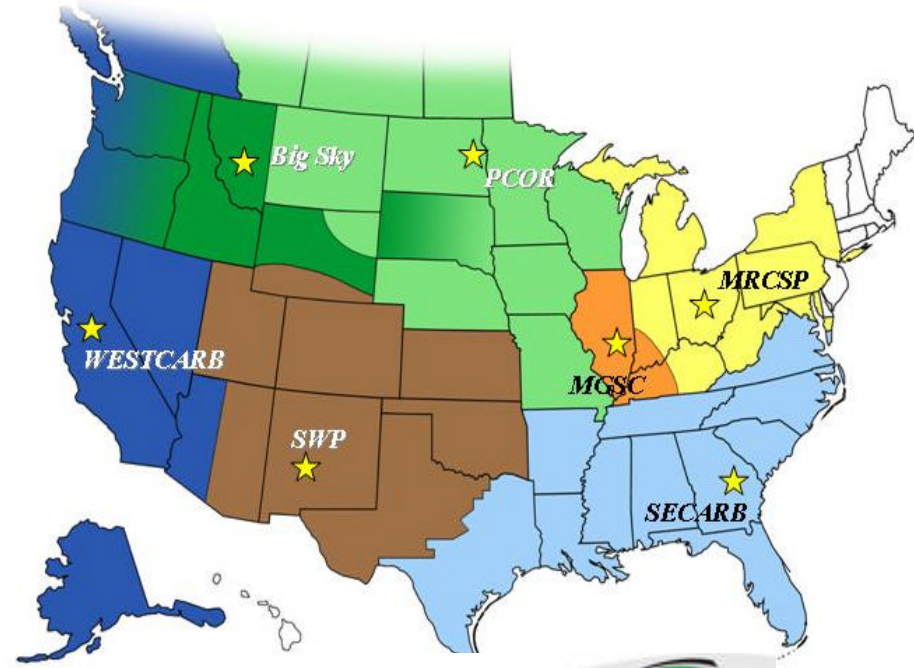 Big Sky
PCOR
MRCSP
WESTCARB
MGSC
SWP
SECARB